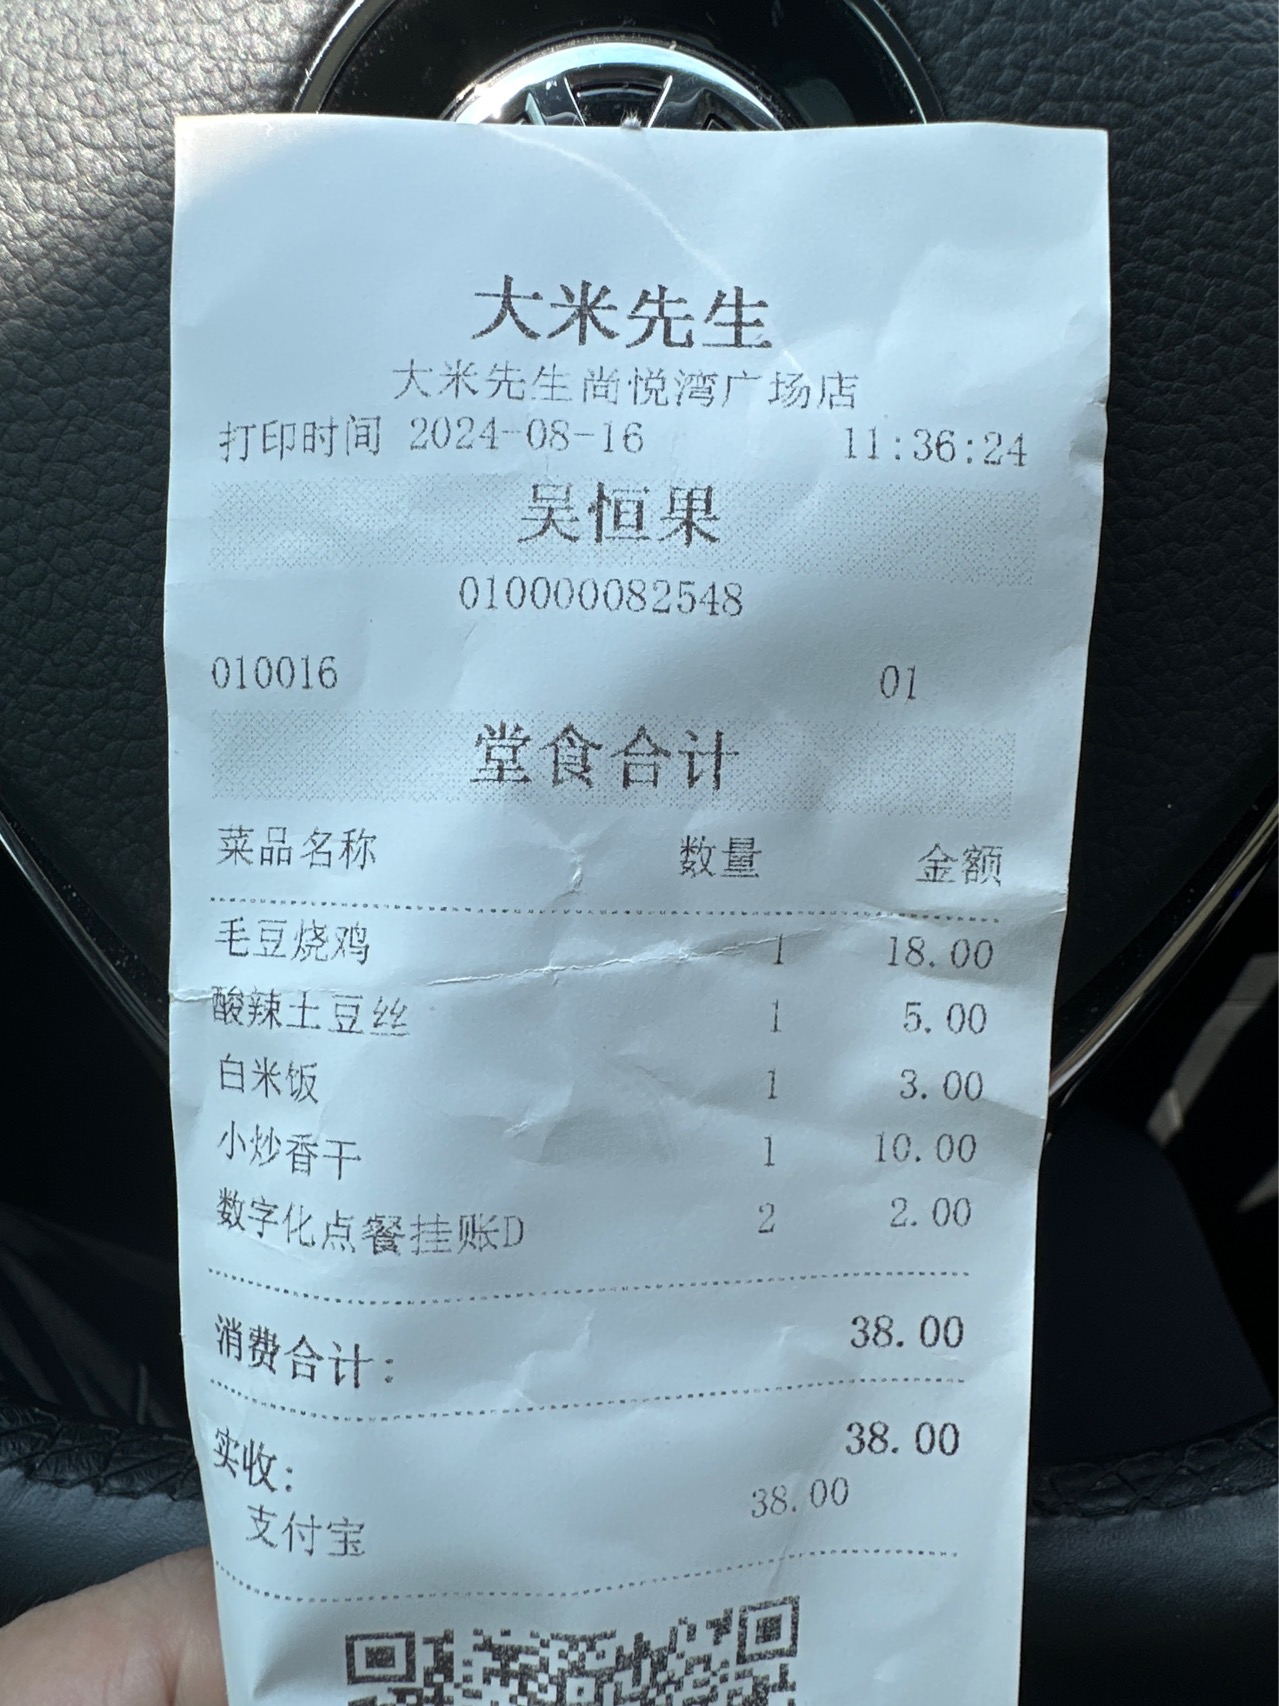 大米先生
大米先生尚悦湾广场店
打印时间 2024-08-16 11:36:24
吴恒果
010000082548
010016 01
堂食合计
菜品名称 数量 金额
毛豆烧鸡 1 18.00
酸辣土豆丝 1 5.00
白米饭 1 3.00
小炒香干 1 10.00
数字化点餐挂账D 2 2.00
消费合计: 38.00
实收: 38.00
支付宝 38.00